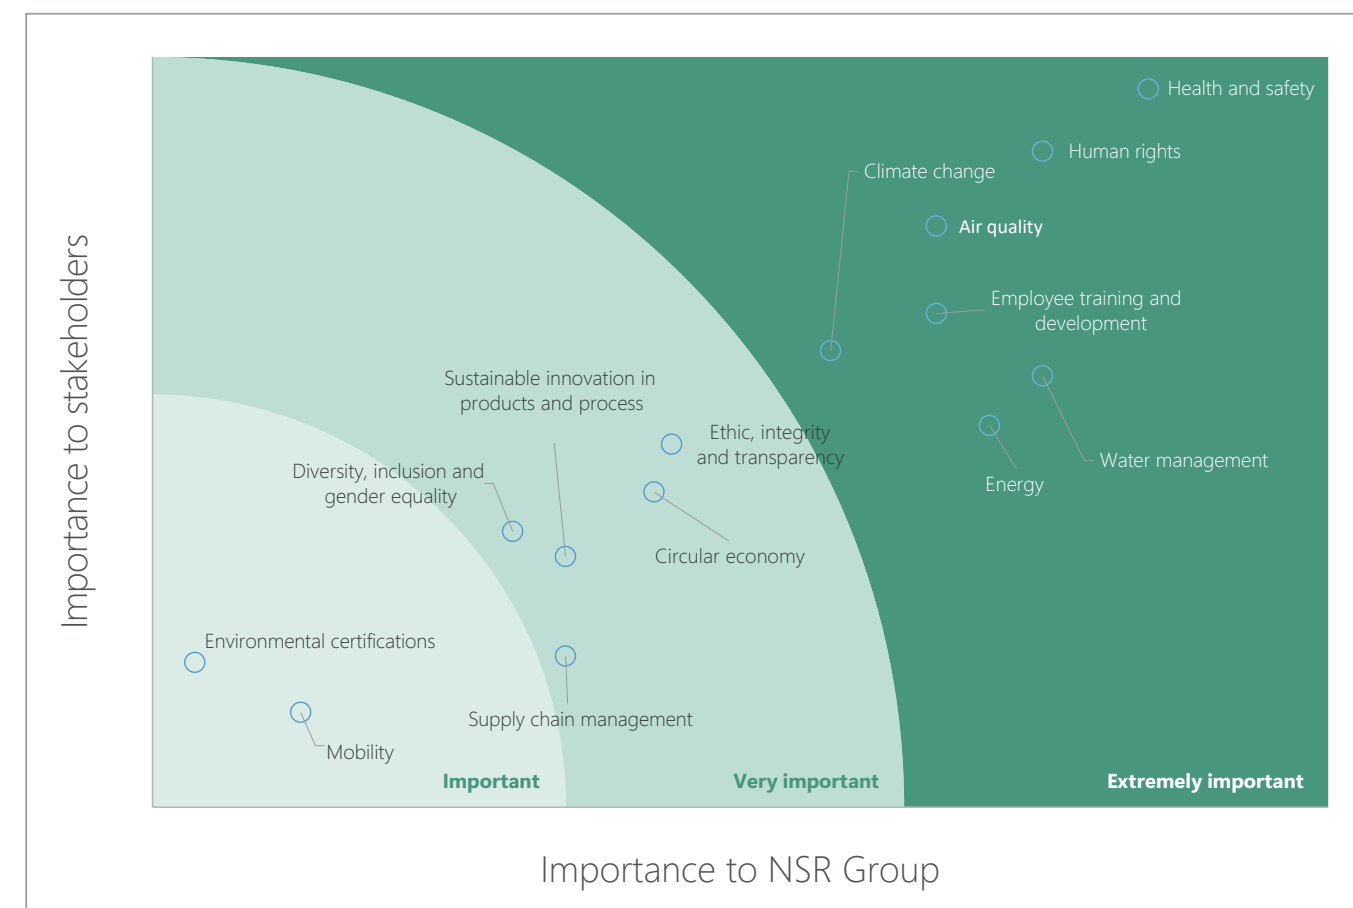 Health and safety
Human rights
Climate change
Air quality
Employee training and
development
Sustainable innovation in
products and process
Ethic, integrity
and transparency
Diversity, inclusion and
gender equality
Water management
Energy
Circular economy
Environmental certifications
Supply chain management
Mobility
Important
Very important
Extremely important
Importance to stakeholders
Importance to NSR Group